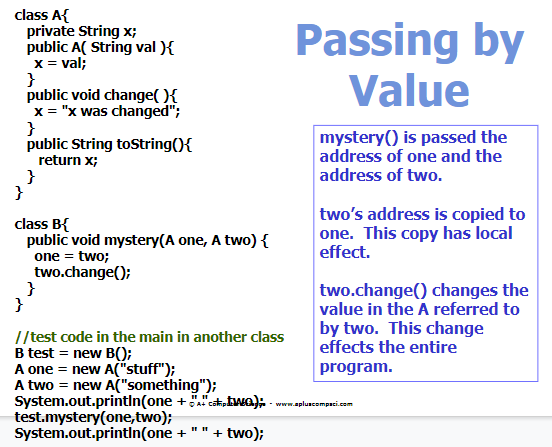 class A{
private String x;
public A( String val ){
x = val;
}
public void change( ){
x = "x was changed";
}
public String toString(){
return x;
}
}
class B{
public void mystery(A one, A two) {
one = two;
two.change();
}
}
//test code in the main in another class
B test = new B();
A one = new A("stuff");
A two = new A("something");
System.out.println(one + " " + two);
test.mystery(one,two);
System.out.println(one + " " + two);
Passing by
Value
mystery() is passed the
address of one and the
address of two.
two’s address is copied to
one.  This copy has local
effect.
two.change() changes the
value in the A referred to
by two.  This change
effects the entire
program.
© A+ Computer Science - www.apluscompsci.com